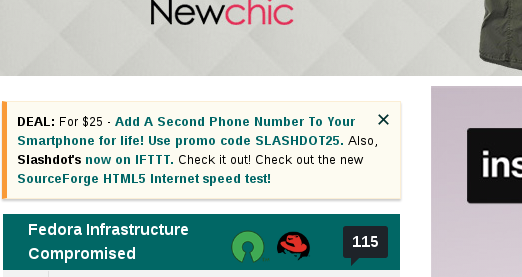 Newchic
DEAL: For $25 - Add A Second Phone Number To Your
Smartphone for life! Use promo code SLASHDOT25. Also,
Slashdot's now on IFTTT. Check it out! Check out the new
SourceForge HTML5 Internet speed test!
Fedora Infrastructure
Compromised
115